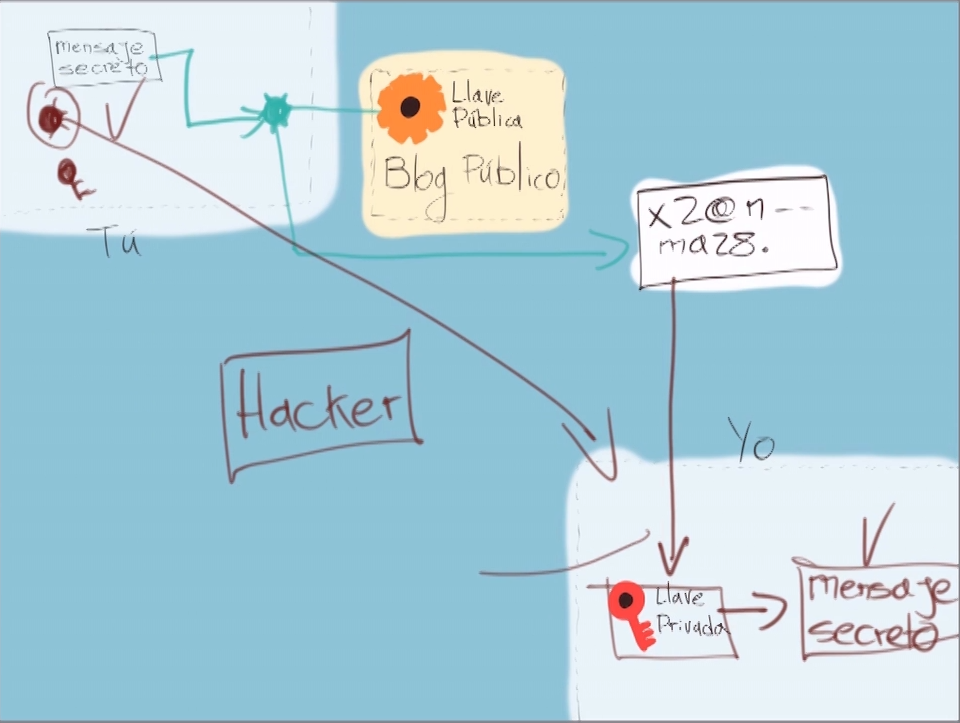 mensaje
secreto
Llave
Pública
Blog Público
Tú
x2@n--
ma28.
Hacker
Yo
Llave
Privada
mensaje
secreto